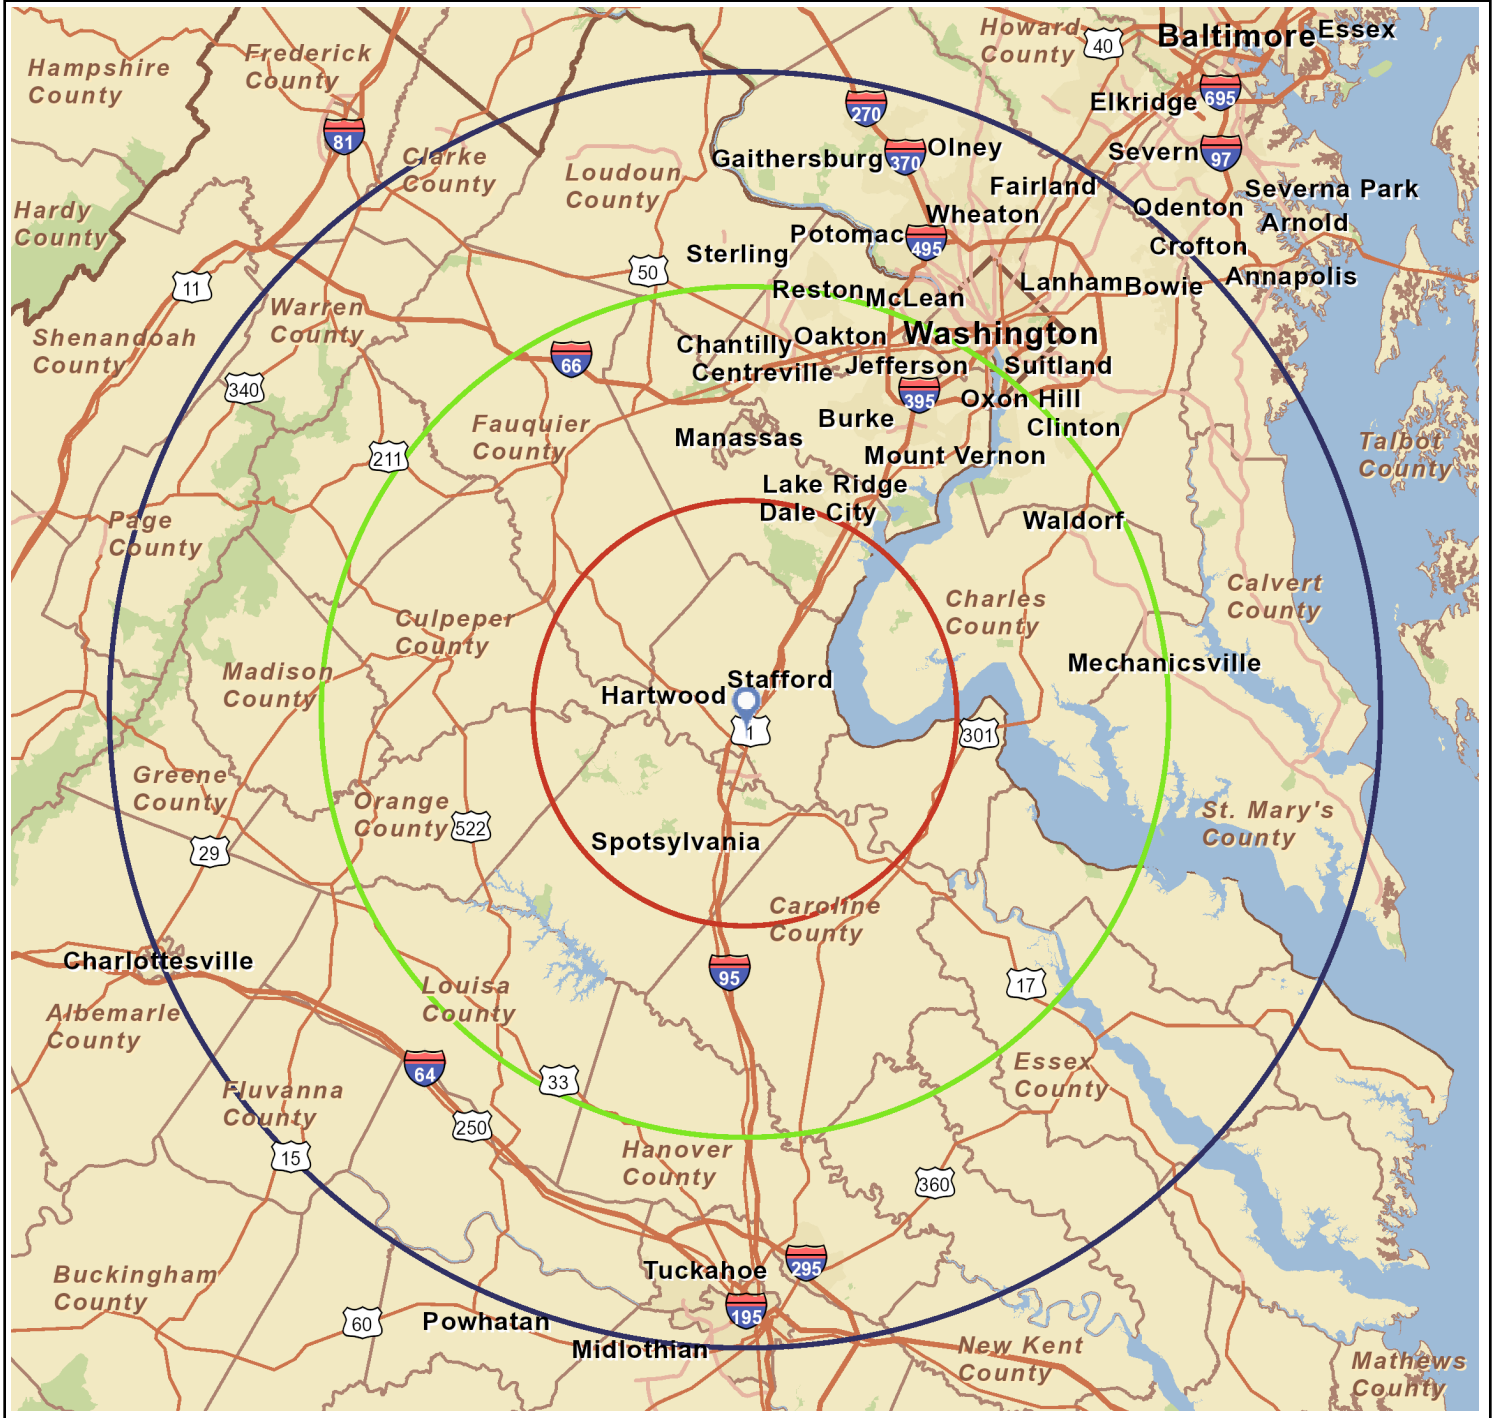 Howard
County
40
Baltimore
Essex
Hampshire
County
Frederick
County
Elkridge
695
270
81
Clarke
County
Loudoun
County
Gaithersburg
370
Olney
Severn
97
Fairland
Severna Park
Hardy
County
Wheaton
Odenton
Arnold
Potomac
495
Crofton
Sterling
50
Lanham
Bowie
Annapolis
11
Reston
McLean
Warren
County
Shenandoah
County
Chantilly
Oakton
Washington
66
Centreville
Jefferson
Suitland
340
395
Oxon Hill
Fauquier
County
Burke
Clinton
211
Manassas
Mount Vernon
Talbot
County
Lake Ridge
Dale City
Page
County
Waldorf
Culpeper
County
Charles
County
Calvert
County
Madison
County
Hartwood
Stafford
Mechanicsville
1
301
Greene
County
Orange
County
522
St. Mary's
County
29
Spotsylvania
Caroline
County
Charlottesville
95
17
Albemarle
County
Louisa
County
64
33
Essex
County
Fluvanna
County
250
15
Hanover
County
360
Buckingham
County
Tuckahoe
295
195
60
Powhatan
Midlothian
New Kent
County
Mathews
County